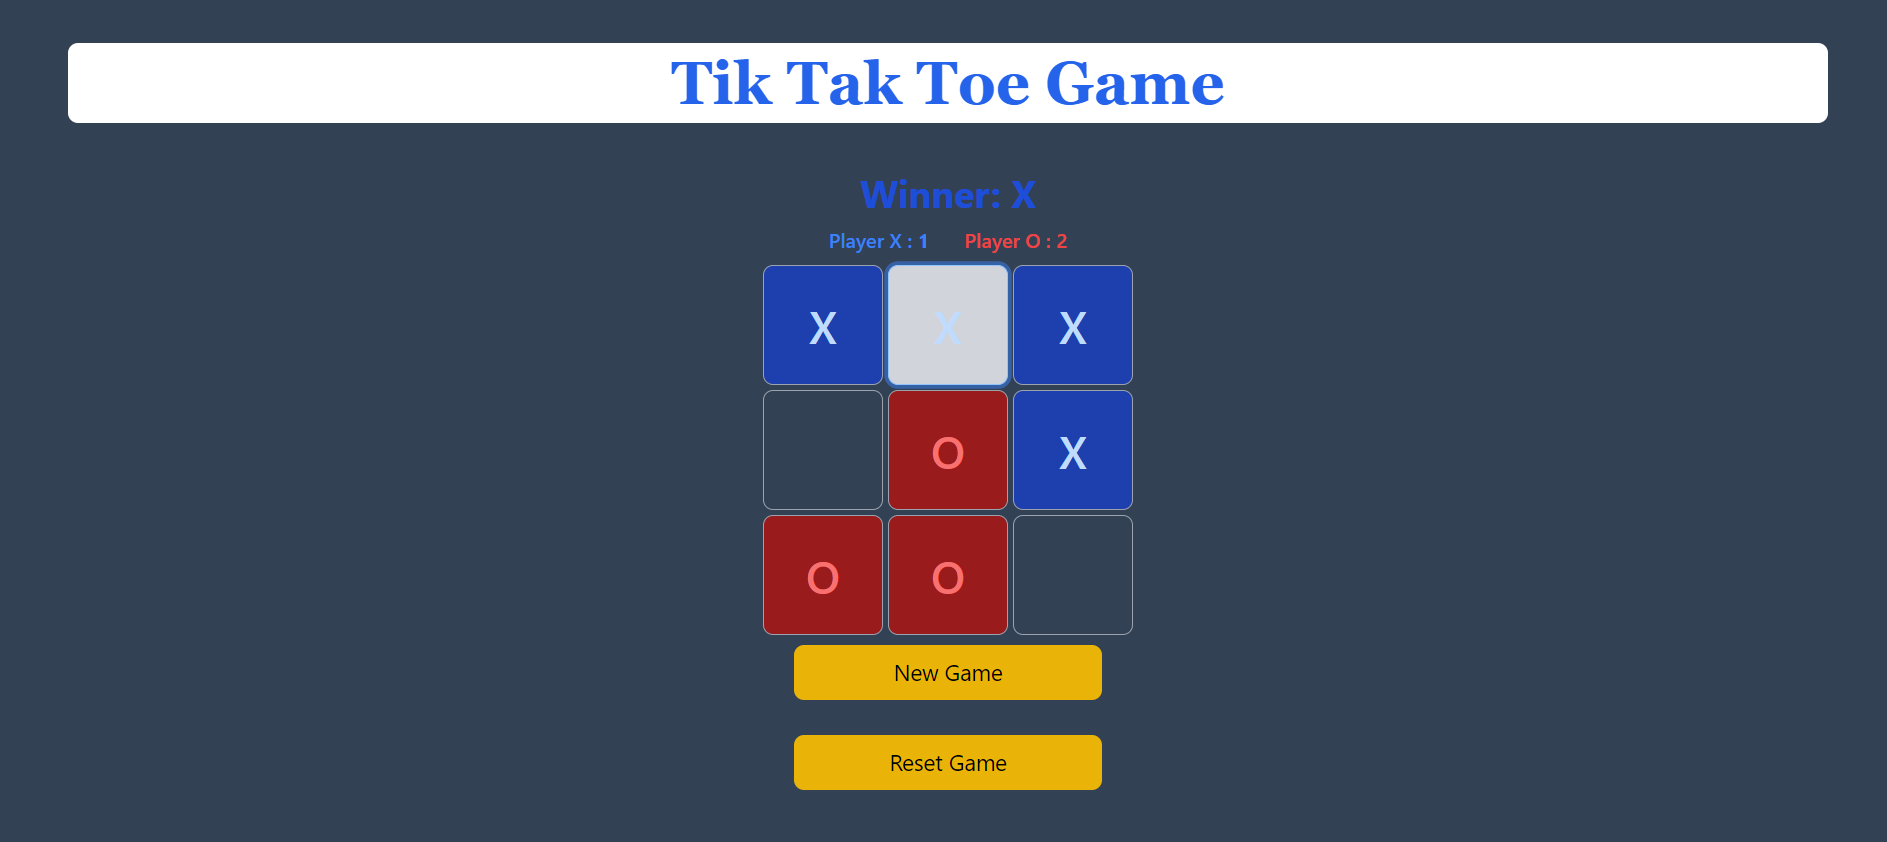 Tik Tak Toe Game
Winner: X
Player X : 1 Player O : 2
X X X
O X
O O
New Game
Reset Game